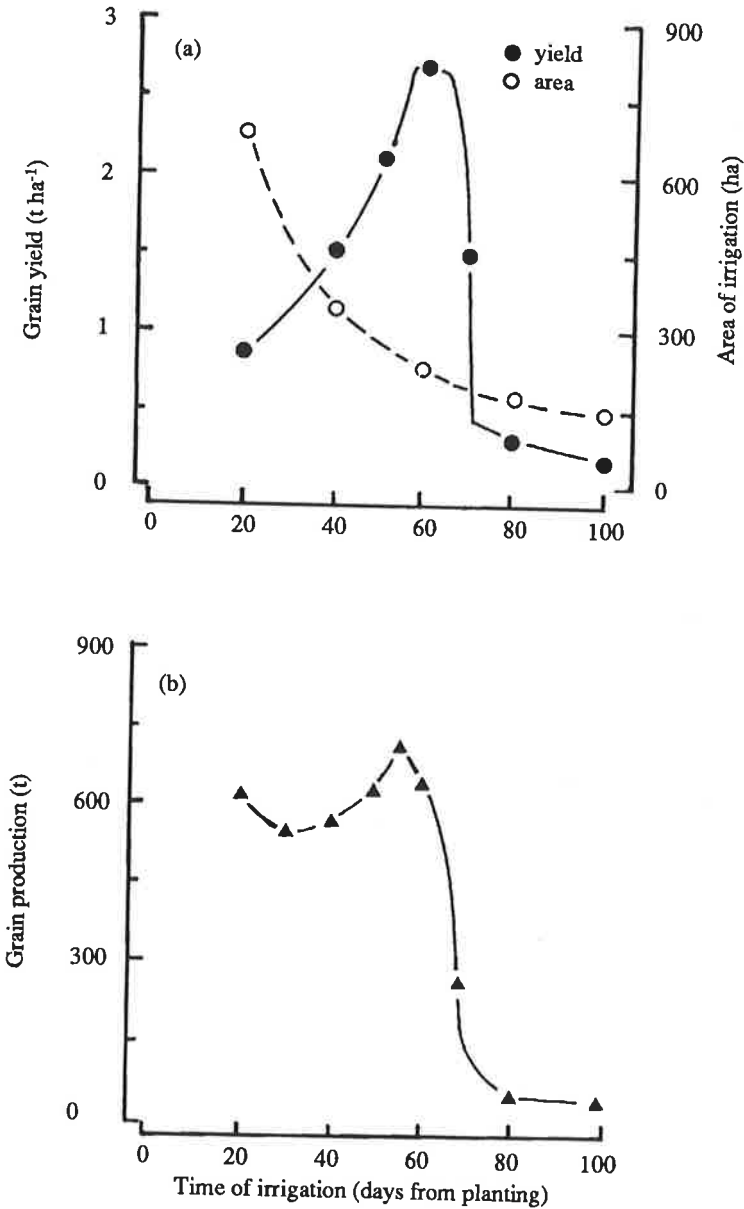 (a)
yield
area
3
2
1
0
Grain yield (t ha⁻¹)
900
600
300
0
Area of irrigation (ha)
0 20 40 60 80 100
(b)
900
600
300
0
Grain production (t)
0 20 40 60 80 100
Time of irrigation (days from planting)